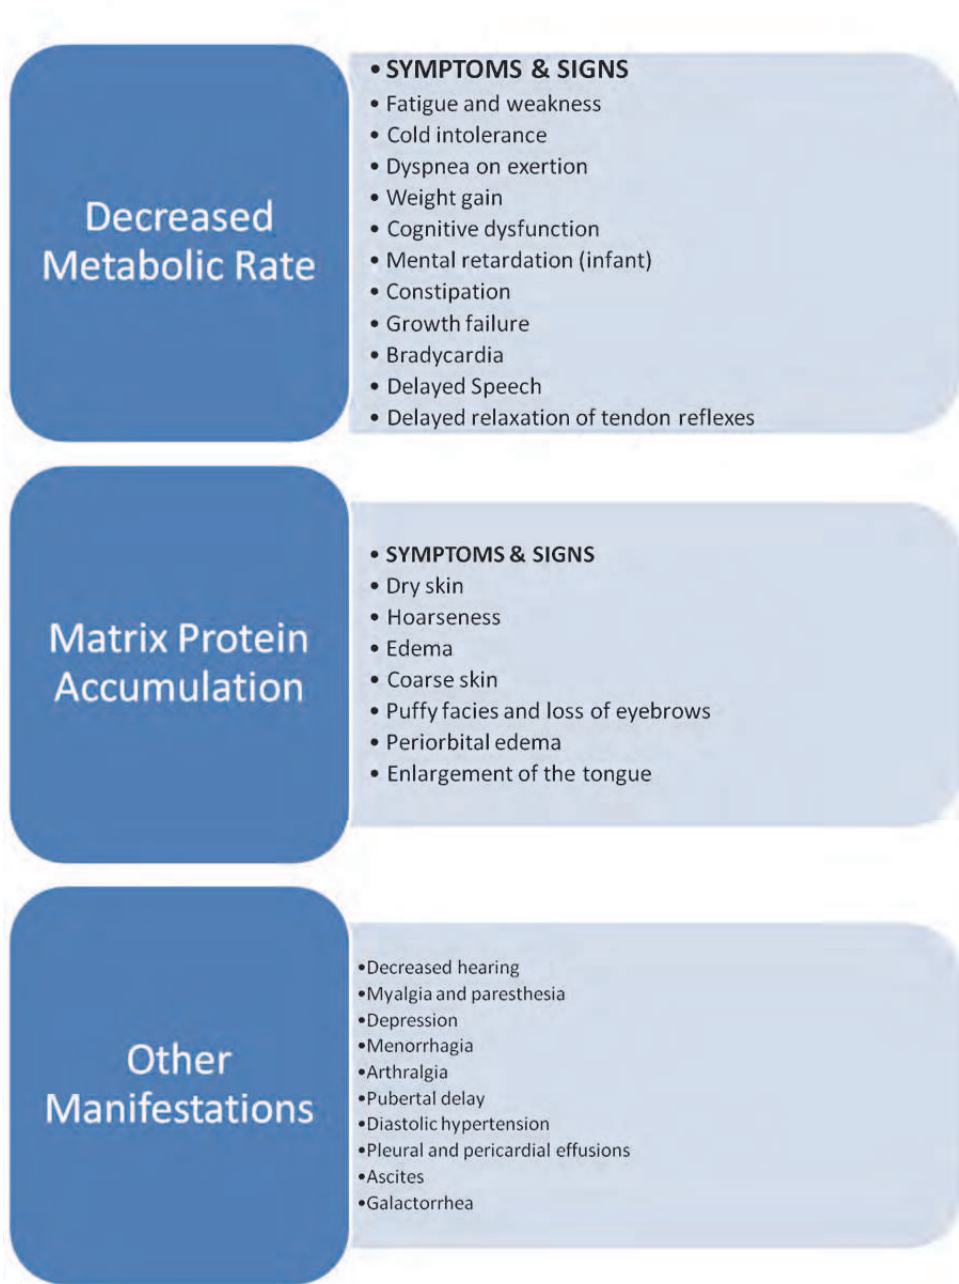 Decreased
Metabolic Rate
• SYMPTOMS & SIGNS
• Fatigue and weakness
• Cold intolerance
• Dyspnea on exertion
• Weight gain
• Cognitive dysfunction
• Mental retardation (infant)
• Constipation
• Growth failure
• Bradycardia
• Delayed Speech
• Delayed relaxation of tendon reflexes
Matrix Protein
Accumulation
• SYMPTOMS & SIGNS
• Dry skin
• Hoarseness
• Edema
• Coarse skin
• Puffy facies and loss of eyebrows
• Periorbital edema
• Enlargement of the tongue
Other
Manifestations
•Decreased hearing
•Myalgia and paresthesia
•Depression
•Menorrhagia
•Arthralgia
•Pubertal delay
•Diastolic hypertension
•Pleural and pericardial effusions
•Ascites
•Galactorrhea